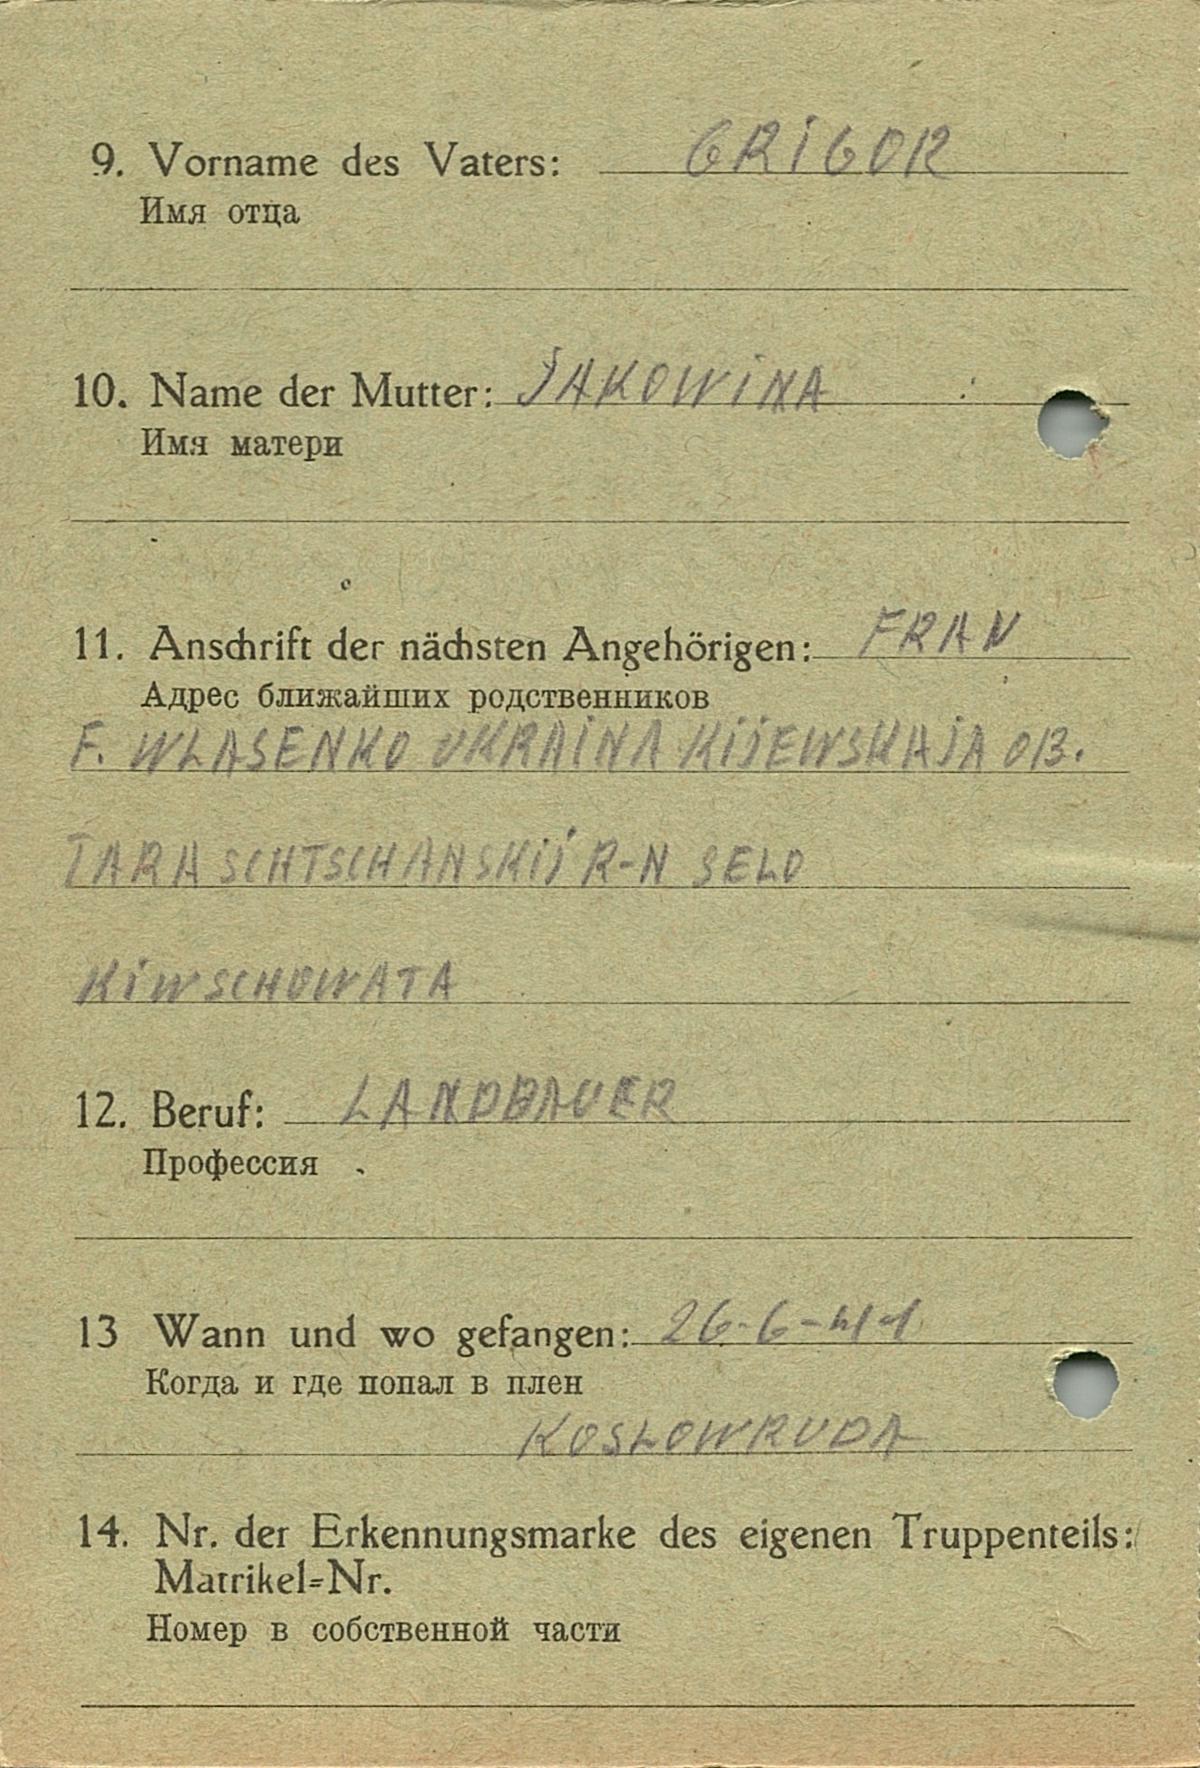 9. Vorname des Vaters: GRIGOR
Имя отца
10. Name der Mutter: JAKOWINA
Имя матери
11. Anschrift der nächsten Angehörigen: FRAN
Адрес ближайших родственников
F. WLASENKO UKRAINA KIJEWSKAJA OB.
TARASCHTSCHANSKIJ R-N SELO
KIWSCHOWATA
12. Beruf: LANDBAUER
Профессия
13 Wann und wo gefangen: 26-6-41
Когда и где попал в плен
KOSLOWRUDA
14. Nr. der Erkennungsmarke des eigenen Truppenteils:
Matrikel=Nr.
Номер в собственной части